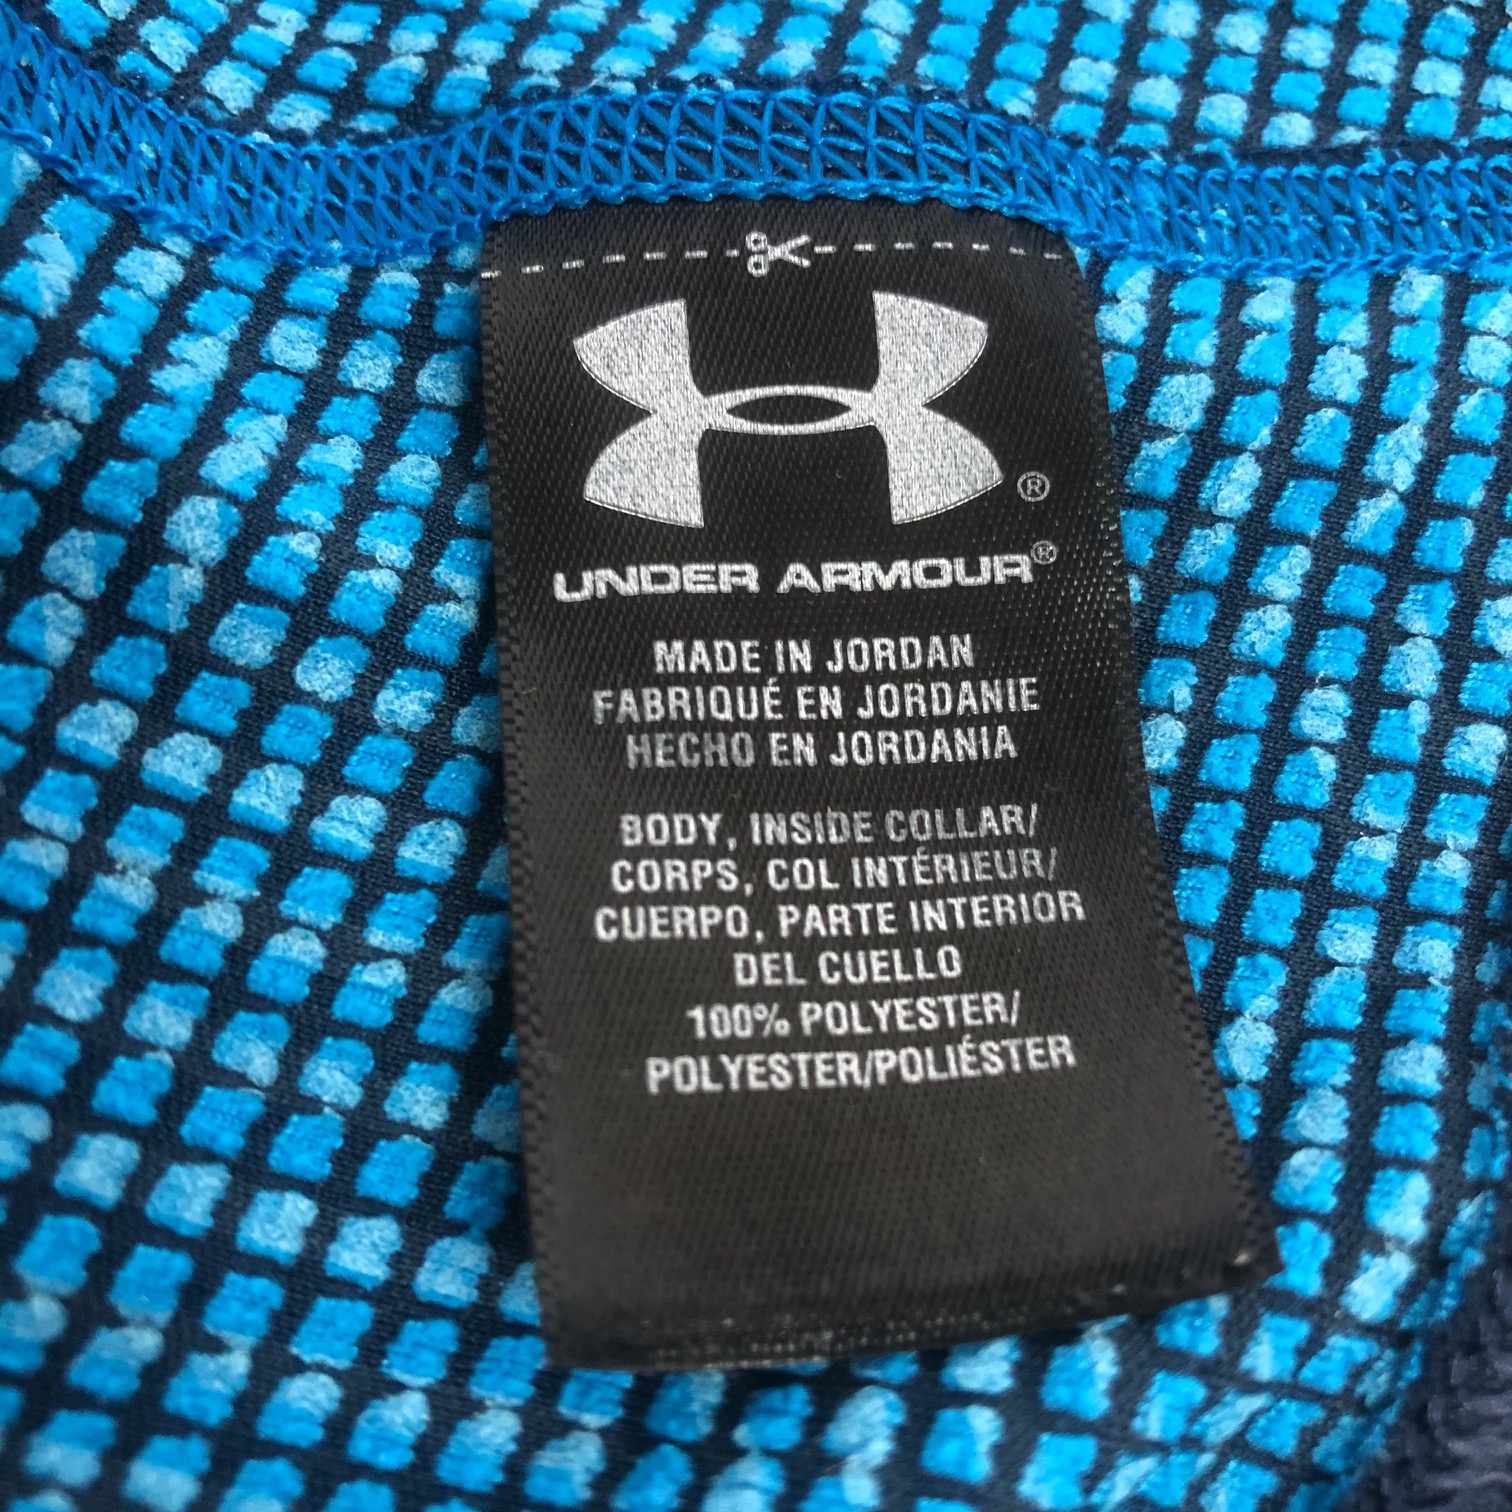 ®
UNDER ARMOUR®
MADE IN JORDAN
FABRIQUÉ EN JORDANIE
HECHO EN JORDANIA
BODY, INSIDE COLLAR/
CORPS, COL INTÉRIEUR/
CUERPO, PARTE INTERIOR
DEL CUELLO
100% POLYESTER/
POLYESTER/POLIÉSTER